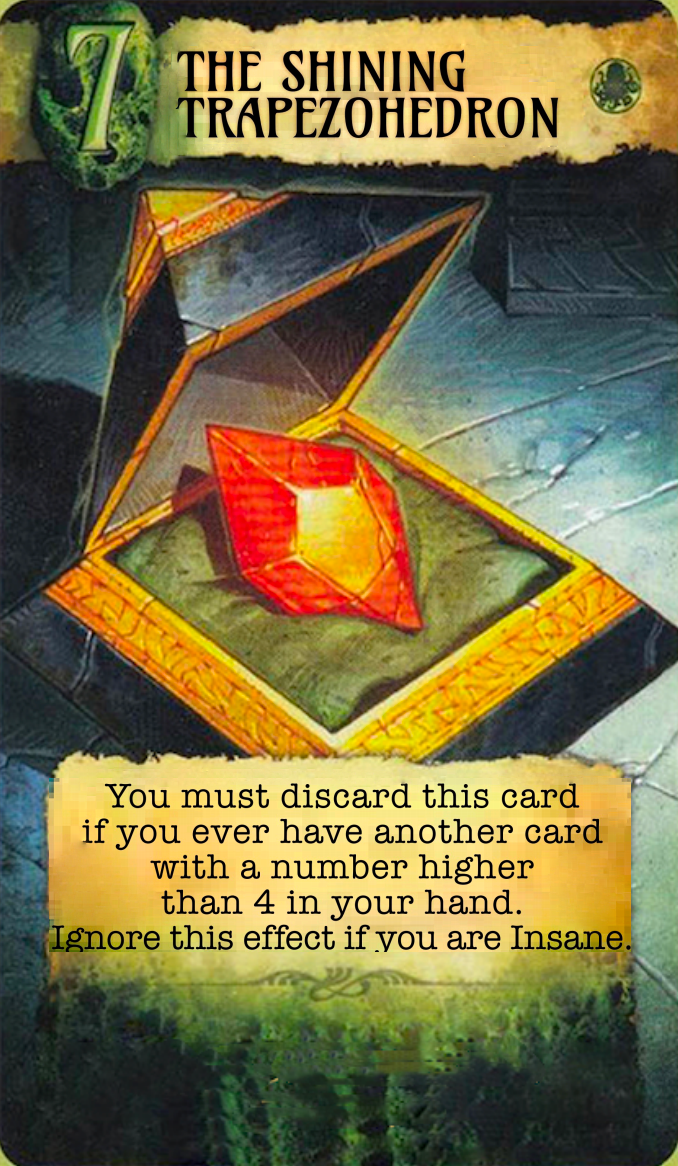 7
THE SHINING
TRAPEZOHEDRON
You must discard this card
if you ever have another card
with a number higher
than 4 in your hand.
Ignore this effect if you are Insane.